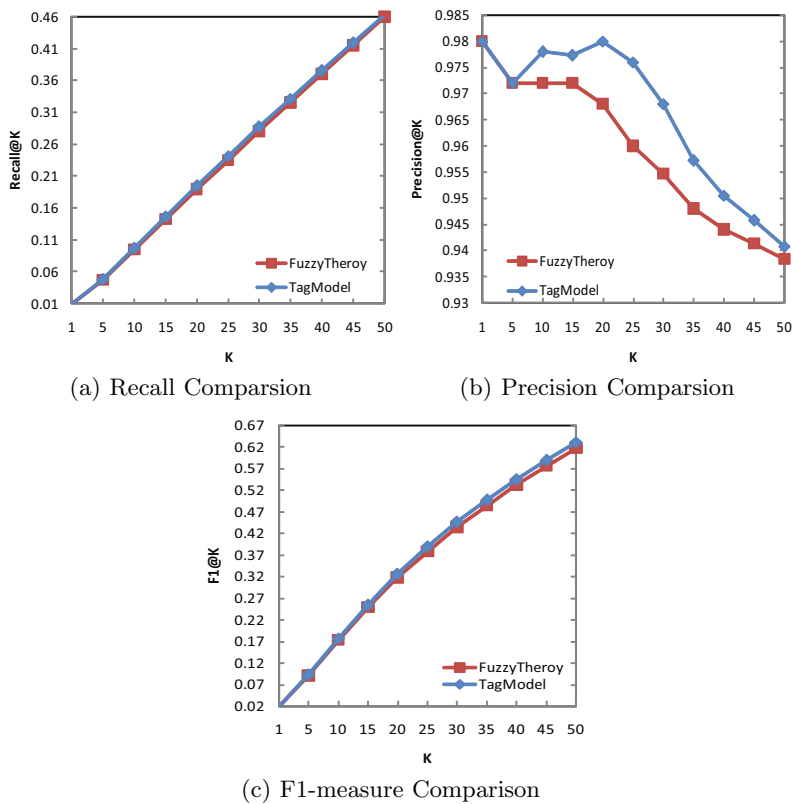 0.46
0.41
0.36
0.31
0.26
0.21
0.16
0.11
0.06
0.01
Recall@K
FuzzyTheroy
TagModel
1 5 10 15 20 25 30 35 40 45 50
K
(a) Recall Comparsion
0.985
0.98
0.975
0.97
0.965
0.96
0.955
0.95
0.945
0.94
0.935
0.93
Precision@K
FuzzyTheroy
TagModel
1 5 10 15 20 25 30 35 40 45 50
K
(b) Precision Comparsion
0.67
0.62
0.57
0.52
0.47
0.42
0.37
0.32
0.27
0.22
0.17
0.12
0.07
0.02
F1@K
FuzzyTheroy
TagModel
1 5 10 15 20 25 30 35 40 45 50
K
(c) F1-measure Comparison